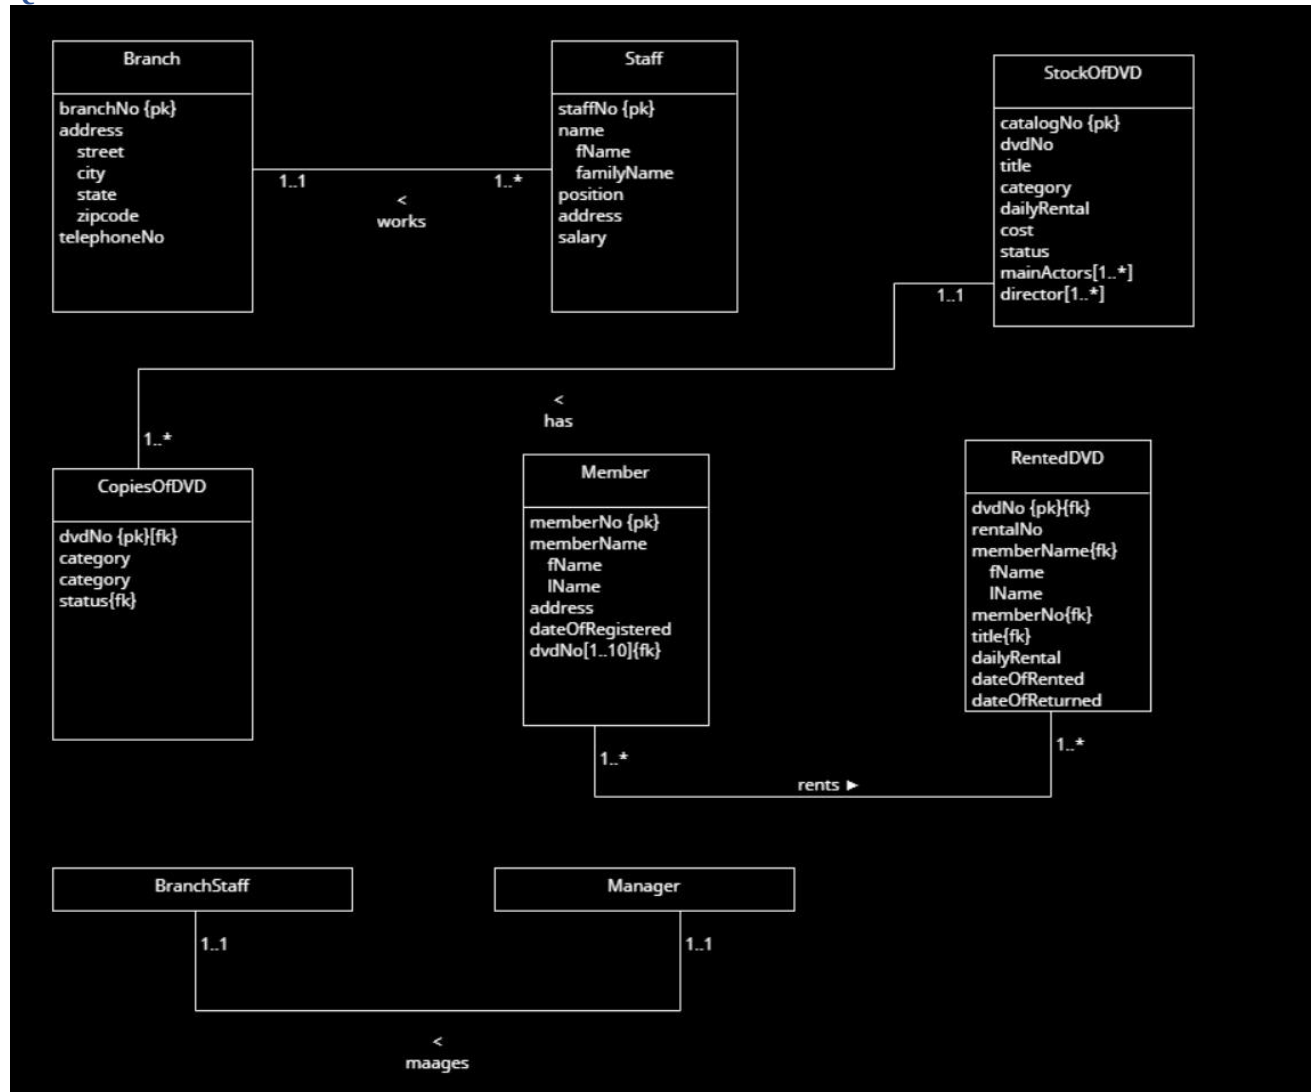 Branch
branchNo {pk}
address
street
city
state
zipcode
telephoneNo
1..1
<
works
1..*
Staff
staffNo {pk}
name
fName
familyName
position
address
salary
StockOfDVD
catalogNo {pk}
dvdNo
title
category
dailyRental
cost
status
mainActors[1..*]
director[1..*]
1..1
<
has
1..*
CopiesOfDVD
dvdNo {pk}[fk}
category
category
status{fk}
Member
memberNo {pk}
memberName
fName
lName
address
dateOfRegistered
dvdNo[1..10]{fk}
RentedDVD
dvdNo {pk}{fk}
rentalNo
memberName{fk}
fName
lName
memberNo{fk}
title{fk}
dailyRental
dateOfRented
dateOfReturned
1..*
rents ►
1..*
BranchStaff
Manager
1..1
1..1
<
maages